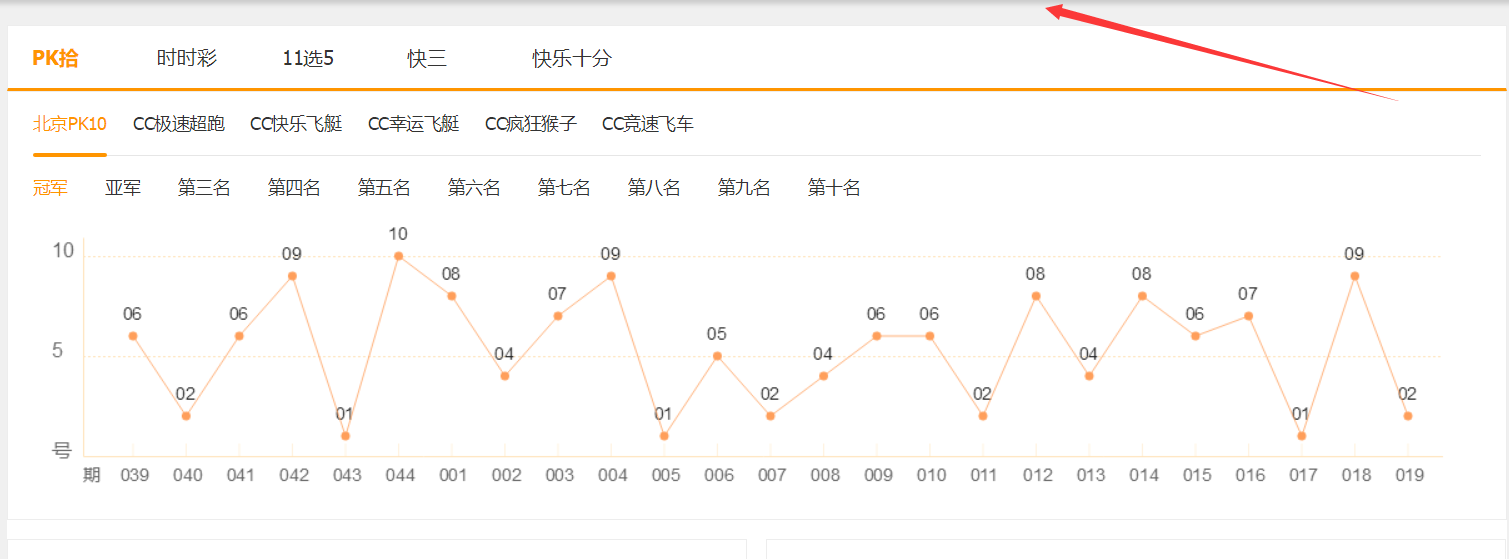 PK拾 时时彩 11选5 快三 快乐十分
北京PK10 CC极速超跑 CC快乐飞艇 CC幸运飞艇 CC疯狂猴子 CC竞速飞车
冠军 亚军 第三名 第四名 第五名 第六名 第七名 第八名 第九名 第十名
10
5
号
06 02 06 09 01 10 08 04 07 09 01 05 02 04 06 06 02 08 04 08 06 07 01 09 02
期 039 040 041 042 043 044 001 002 003 004 005 006 007 008 009 010 011 012 013 014 015 016 017 018 019